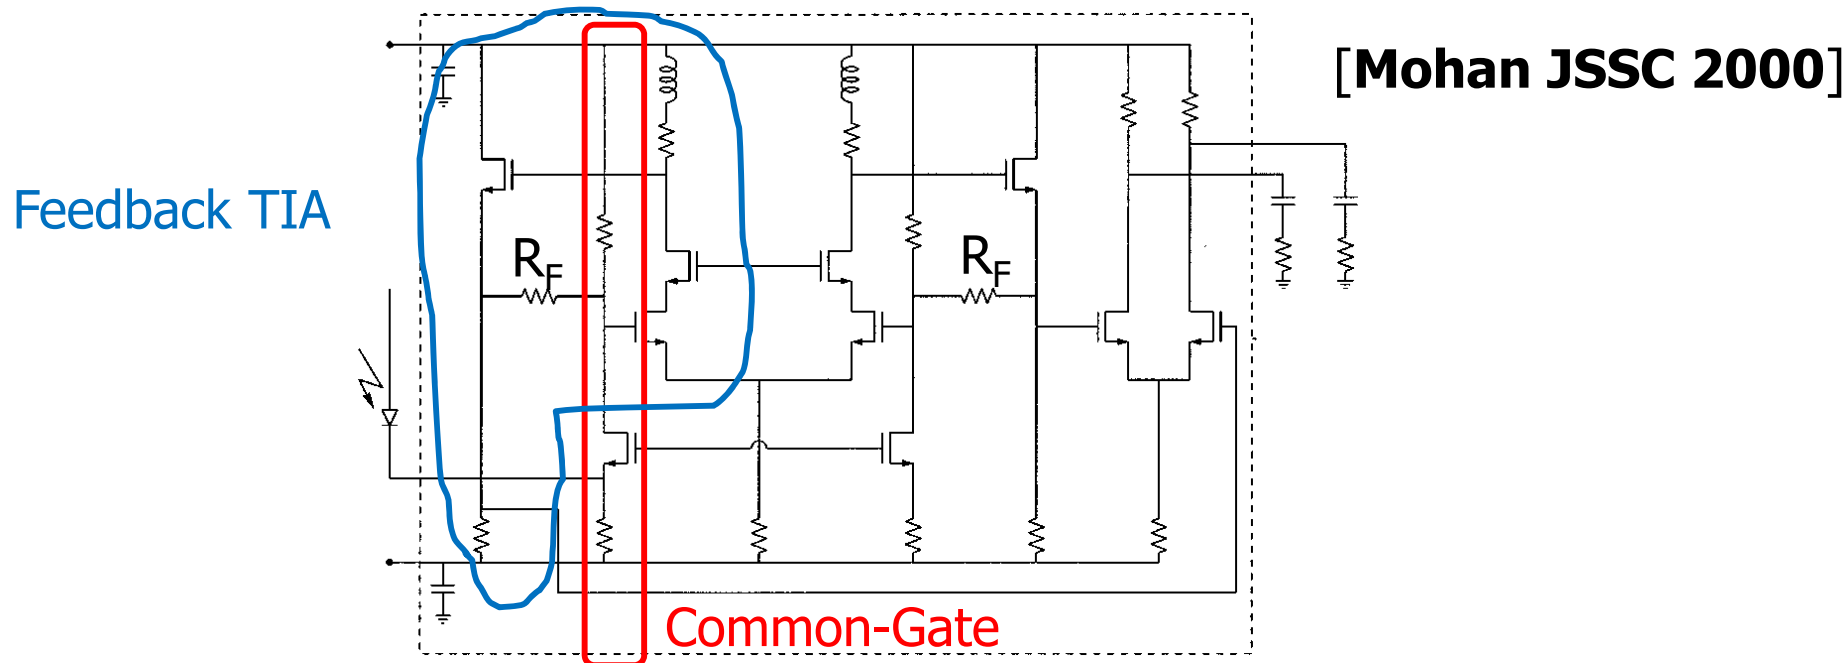 [Mohan JSSC 2000]
Feedback TIA
RF
RF
Common-Gate